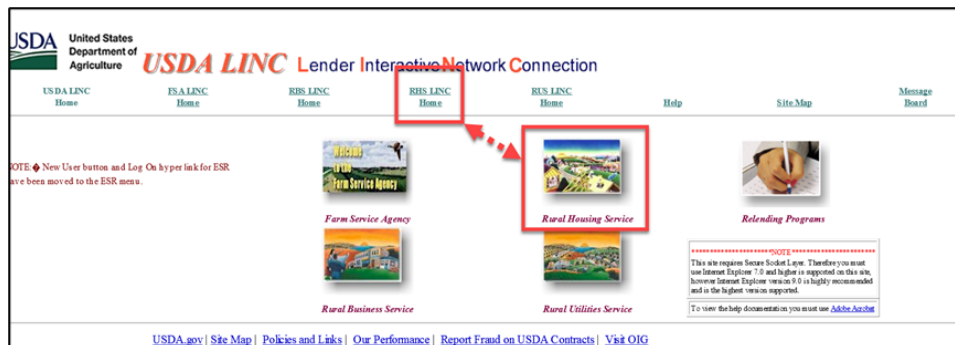 USDA
United States
Department of
Agriculture
USDA LINC Lender Interactive Network Connection
USDA LINC
Home
FSA LINC
Home
RBS LINC
Home
RHS LINC
Home
RUS LINC
Home
Help
Site Map
Message
Board
NOTE:� New User button and Log On hyperlink for ESR
have been moved to the ESR menu.
Welcome
to the
Farm Service Agency
Farm Service Agency
Rural Housing Service
Relending Programs
Rural Business Service
Rural Utilities Service
***********************NOTE************************
This site requires Secure Socket Layer. Therefore you must
use Internet Explorer 7.0 and higher is supported on this site,
however Internet Explorer version 9.0 is highly recommended
and is the highest version supported.
To view the help documentation you must use Adobe Acrobat
USDA.gov | Site Map | Policies and Links | Our Performance | Report Fraud on USDA Contracts | Visit OIG